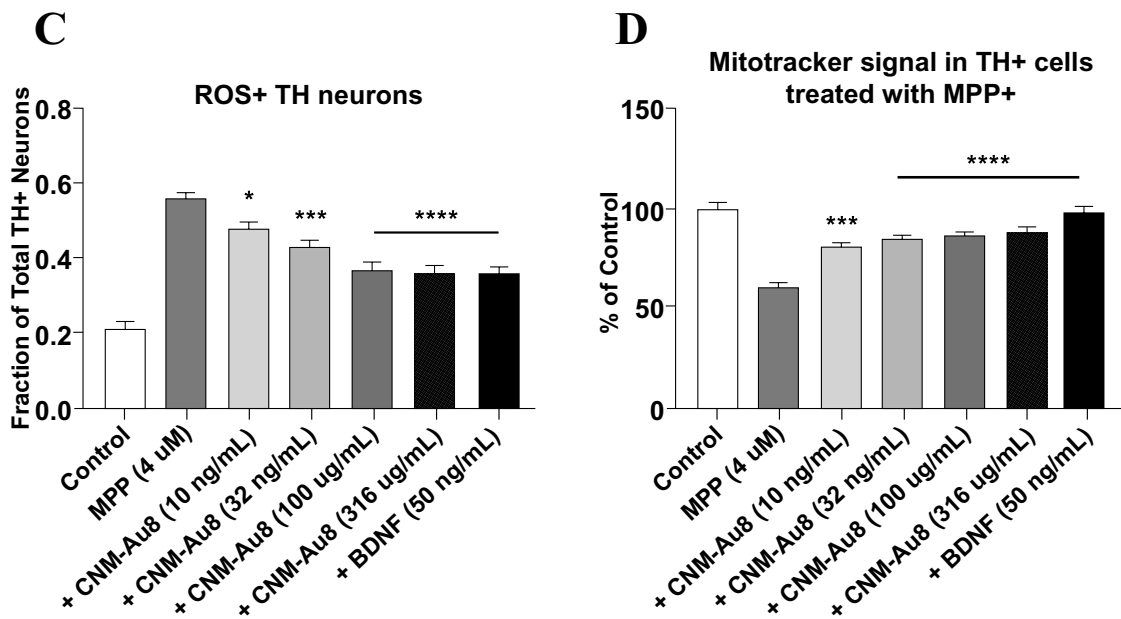 C
ROS+ TH neurons
Fraction of Total TH+ Neurons
0.8
0.6
0.4
0.2
0.0
*
***
****
Control
MPP (4 uM)
+ CNM-Au8 (10 ng/mL)
+ CNM-Au8 (32 ng/mL)
+ CNM-Au8 (100 ug/mL)
+ CNM-Au8 (316 ug/mL)
+ BDNF (50 ng/mL)
D
Mitotracker signal in TH+ cells
treated with MPP+
% of Control
150
100
50
0
***
****
Control
MPP (4 uM)
+ CNM-Au8 (10 ng/mL)
+ CNM-Au8 (32 ng/mL)
+ CNM-Au8 (100 ug/mL)
+ CNM-Au8 (316 ug/mL)
+ BDNF (50 ng/mL)